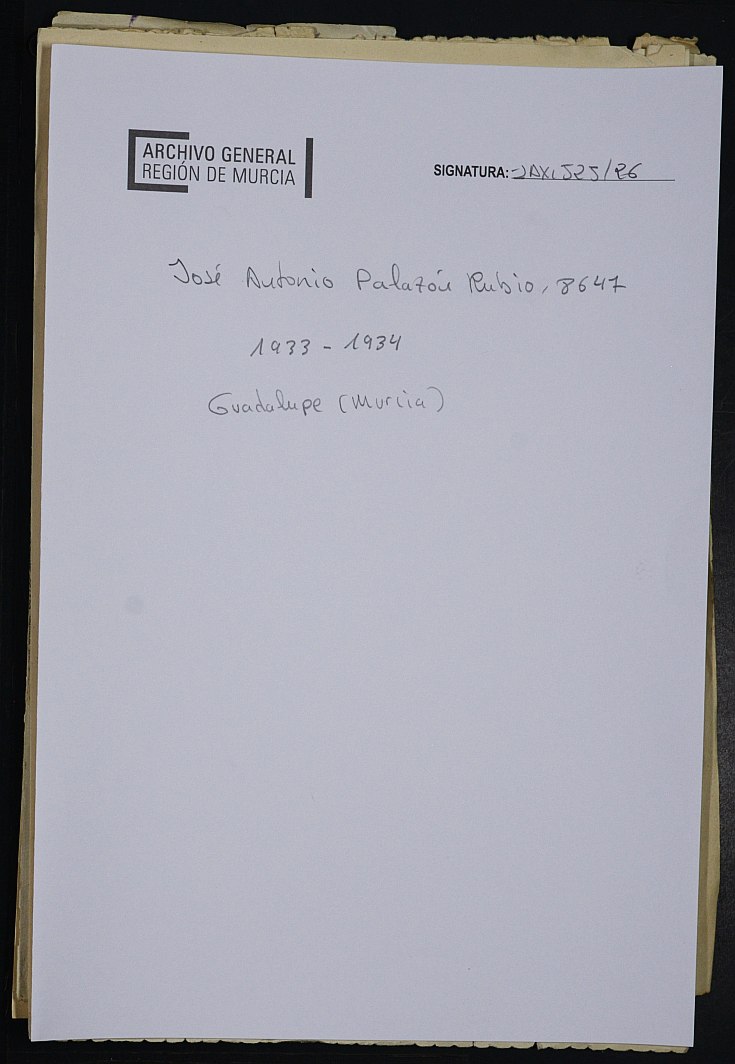 ARCHIVO GENERAL
REGIÓN DE MURCIA
SIGNATURA: JAX, 525/26
José Antonio Palazón Rubio, 8647
1933 - 1934
Guadalupe (Murcia)